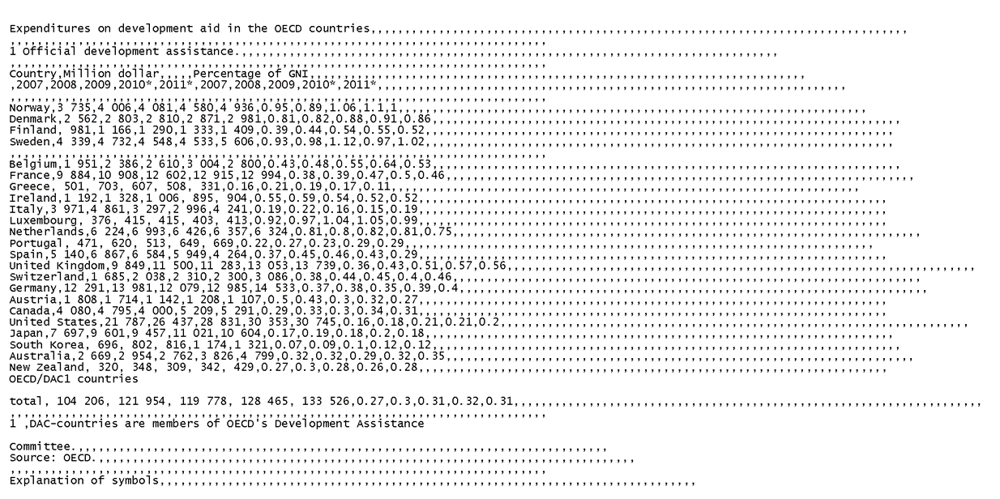 Expenditures on development aid in the OECD countries,,,,,,,,,,,,,,,,,,,,,,,,,,,,,,,,,,,,,,,,,,,,,,,,,,,,,,,,,,,,,,,,,,,,,,,,,,,,,,,
,,,,,,,,,,,,,,,,,,,,,,,,,,,,,,,,,,,,,,,,,,,,,,,,,,,,,,,,,,,,,,,,,,,,,,,,,,,,,,,
1 Official development assistance.,,,,,,,,,,,,,,,,,,,,,,,,,,,,,,,,,,,,,,,,,,,,,,,,,,,,,,,,,,,,,,,,,,,,,,,,,,,,,,,
,,,,,,,,,,,,,,,,,,,,,,,,,,,,,,,,,,,,,,,,,,,,,,,,,,,,,,,,,,,,,,,,,,,,,,,,,,,,,,,
Country,Million dollar,,,,,Percentage of GNI,,,,,,,,,,,,,,,,,,,,,,,,,,,,,,,,,,,,,,,,,,,,,,,,,,,,,,,,,,,,,,,,,,,,,,,,,
,2007,2008,2009,2010*,2011*,2007,2008,2009,2010*,2011*,,,,,,,,,,,,,,,,,,,,,,,,,,,,,,,,,,,,,,,,,,,,,,,,,,,,,,,,,,,,,,,,,,,,,
,,,,,,,,,,,,,,,,,,,,,,,,,,,,,,,,,,,,,,,,,,,,,,,,,,,,,,,,,,,,,,,,,,,,,,,,,,,,,,,
Norway,3 735,4 006,4 081,4 580,4 936,0.95,0.89,1.06,1.1,1,,,,,,,,,,,,,,,,,,,,,,,,,,,,,,,,,,,,,,,,,,,,,,,,,,,,,,,,,,,,,,,,,,,,,
Denmark,2 562,2 803,2 810,2 871,2 981,0.81,0.82,0.88,0.91,0.86,,,,,,,,,,,,,,,,,,,,,,,,,,,,,,,,,,,,,,,,,,,,,,,,,,,,,,,,,,,,,,,,,,,,,
Finland, 981,1 166,1 290,1 333,1 409,0.39,0.44,0.54,0.55,0.52,,,,,,,,,,,,,,,,,,,,,,,,,,,,,,,,,,,,,,,,,,,,,,,,,,,,,,,,,,,,,,,,,,,,,
Sweden,4 339,4 732,4 548,4 533,5 606,0.93,0.98,1.12,0.97,1.02,,,,,,,,,,,,,,,,,,,,,,,,,,,,,,,,,,,,,,,,,,,,,,,,,,,,,,,,,,,,,,,,,,,,,
,,,,,,,,,,,,,,,,,,,,,,,,,,,,,,,,,,,,,,,,,,,,,,,,,,,,,,,,,,,,,,,,,,,,,,,,,,,,,,,
Belgium,1 951,2 386,2 610,3 004,2 800,0.43,0.48,0.55,0.64,0.53,,,,,,,,,,,,,,,,,,,,,,,,,,,,,,,,,,,,,,,,,,,,,,,,,,,,,,,,,,,,,,,,,,,,,
France,9 884,10 908,12 602,12 915,12 994,0.38,0.39,0.47,0.5,0.46,,,,,,,,,,,,,,,,,,,,,,,,,,,,,,,,,,,,,,,,,,,,,,,,,,,,,,,,,,,,,,,,,,,,,
Greece, 501, 703, 607, 508, 331,0.16,0.21,0.19,0.17,0.11,,,,,,,,,,,,,,,,,,,,,,,,,,,,,,,,,,,,,,,,,,,,,,,,,,,,,,,,,,,,,,,,,,,,,
Ireland,1 192,1 328,1 006, 895, 904,0.55,0.59,0.54,0.52,0.52,,,,,,,,,,,,,,,,,,,,,,,,,,,,,,,,,,,,,,,,,,,,,,,,,,,,,,,,,,,,,,,,,,,,,
Italy,3 971,4 861,3 297,2 996,4 241,0.19,0.22,0.16,0.15,0.19,,,,,,,,,,,,,,,,,,,,,,,,,,,,,,,,,,,,,,,,,,,,,,,,,,,,,,,,,,,,,,,,,,,,,
Luxembourg, 376, 415, 415, 403, 413,0.92,0.97,1.04,1.05,0.99,,,,,,,,,,,,,,,,,,,,,,,,,,,,,,,,,,,,,,,,,,,,,,,,,,,,,,,,,,,,,,,,,,,,,
Netherlands,6 224,6 993,6 426,6 357,6 324,0.81,0.8,0.82,0.81,0.75,,,,,,,,,,,,,,,,,,,,,,,,,,,,,,,,,,,,,,,,,,,,,,,,,,,,,,,,,,,,,,,,,,,,,
Portugal, 471, 620, 513, 649, 669,0.22,0.27,0.23,0.29,0.29,,,,,,,,,,,,,,,,,,,,,,,,,,,,,,,,,,,,,,,,,,,,,,,,,,,,,,,,,,,,,,,,,,,,,
Spain,5 140,6 867,6 584,5 949,4 264,0.37,0.45,0.46,0.43,0.29,,,,,,,,,,,,,,,,,,,,,,,,,,,,,,,,,,,,,,,,,,,,,,,,,,,,,,,,,,,,,,,,,,,,,
United Kingdom,9 849,11 500,11 283,13 053,13 739,0.36,0.43,0.51,0.57,0.56,,,,,,,,,,,,,,,,,,,,,,,,,,,,,,,,,,,,,,,,,,,,,,,,,,,,,,,,,,,,,,,,,,,,,
Switzerland,1 685,2 038,2 310,2 300,3 086,0.38,0.44,0.45,0.4,0.46,,,,,,,,,,,,,,,,,,,,,,,,,,,,,,,,,,,,,,,,,,,,,,,,,,,,,,,,,,,,,,,,,,,,,
Germany,12 291,13 981,12 079,12 985,14 533,0.37,0.38,0.35,0.39,0.4,,,,,,,,,,,,,,,,,,,,,,,,,,,,,,,,,,,,,,,,,,,,,,,,,,,,,,,,,,,,,,,,,,,,,
Austria,1 808,1 714,1 142,1 208,1 107,0.5,0.43,0.3,0.32,0.27,,,,,,,,,,,,,,,,,,,,,,,,,,,,,,,,,,,,,,,,,,,,,,,,,,,,,,,,,,,,,,,,,,,,,
Canada,4 080,4 795,4 000,5 209,5 291,0.29,0.33,0.3,0.34,0.31,,,,,,,,,,,,,,,,,,,,,,,,,,,,,,,,,,,,,,,,,,,,,,,,,,,,,,,,,,,,,,,,,,,,,
United States,21 787,26 437,28 831,30 353,30 745,0.16,0.18,0.21,0.21,0.2,,,,,,,,,,,,,,,,,,,,,,,,,,,,,,,,,,,,,,,,,,,,,,,,,,,,,,,,,,,,,,,,,,,,,
Japan,7 697,9 601,9 457,11 021,10 604,0.17,0.19,0.18,0.2,0.18,,,,,,,,,,,,,,,,,,,,,,,,,,,,,,,,,,,,,,,,,,,,,,,,,,,,,,,,,,,,,,,,,,,,,
South Korea, 696, 802, 816,1 174,1 321,0.07,0.09,0.1,0.12,0.12,,,,,,,,,,,,,,,,,,,,,,,,,,,,,,,,,,,,,,,,,,,,,,,,,,,,,,,,,,,,,,,,,,,,,
Australia,2 669,2 954,2 762,3 826,4 799,0.32,0.32,0.29,0.32,0.35,,,,,,,,,,,,,,,,,,,,,,,,,,,,,,,,,,,,,,,,,,,,,,,,,,,,,,,,,,,,,,,,,,,,,
New Zealand, 320, 348, 309, 342, 429,0.27,0.3,0.28,0.26,0.28,,,,,,,,,,,,,,,,,,,,,,,,,,,,,,,,,,,,,,,,,,,,,,,,,,,,,,,,,,,,,,,,,,,,,
OECD/DAC1 countries
total, 104 206, 121 954, 119 778, 128 465, 133 526,0.27,0.3,0.31,0.32,0.31,,,,,,,,,,,,,,,,,,,,,,,,,,,,,,,,,,,,,,,,,,,,,,,,,,,,,,,,,,,,,,,,,,,,,
,,,,,,,,,,,,,,,,,,,,,,,,,,,,,,,,,,,,,,,,,,,,,,,,,,,,,,,,,,,,,,,,,,,,,,,,,,,,,,,
1 ,DAC-countries are members of OECD's Development Assistance
Committee.,,,,,,,,,,,,,,,,,,,,,,,,,,,,,,,,,,,,,,,,,,,,,,,,,,,,,,,,,,,,,,,,,,,,,,,,,,,,,,
Source: OECD.,,,,,,,,,,,,,,,,,,,,,,,,,,,,,,,,,,,,,,,,,,,,,,,,,,,,,,,,,,,,,,,,,,,,,,,,,,,,,,,
,,,,,,,,,,,,,,,,,,,,,,,,,,,,,,,,,,,,,,,,,,,,,,,,,,,,,,,,,,,,,,,,,,,,,,,,,,,,,,,
Explanation of symbols,,,,,,,,,,,,,,,,,,,,,,,,,,,,,,,,,,,,,,,,,,,,,,,,,,,,,,,,,,,,,,,,,,,,,,,,,,,,,,,